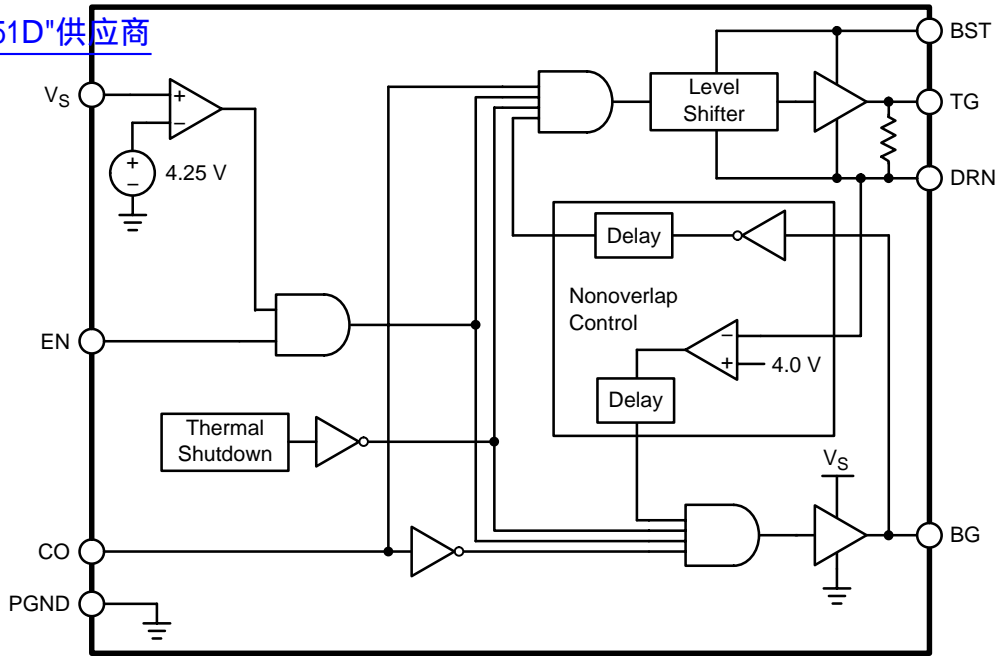 51D"供应商
BST
VS
+
−
Level
Shifter
TG
+
−
4.25 V
DRN
Delay
Nonoverlap
Control
EN
−
+
4.0 V
Delay
Thermal
Shutdown
VS
CO
BG
PGND